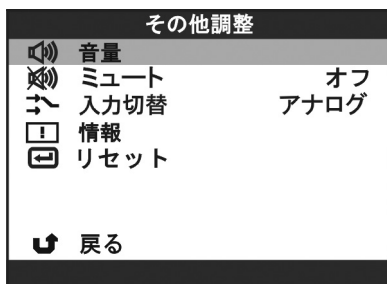 その他調整
音量
ミュート オフ
入力切替 アナログ
情報
リセット
戻る